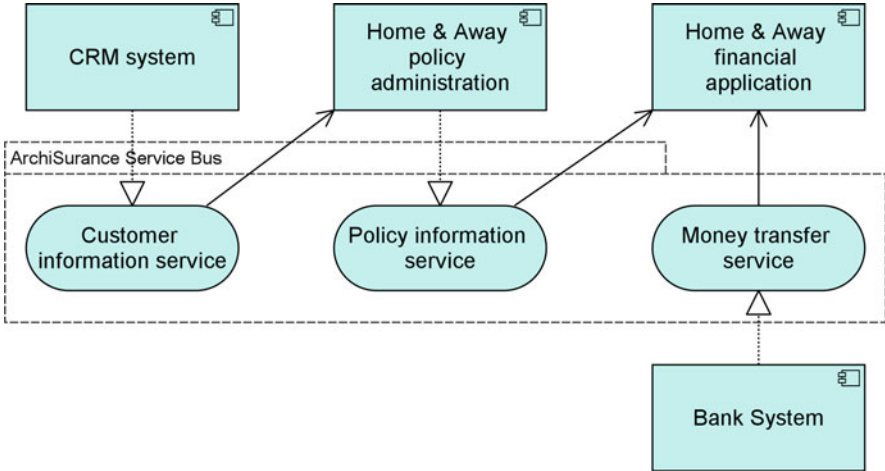 CRM system
Home & Away
policy
administration
Home & Away
financial
application
ArchiSurance Service Bus
Customer
information service
Policy information
service
Money transfer
service
Bank System